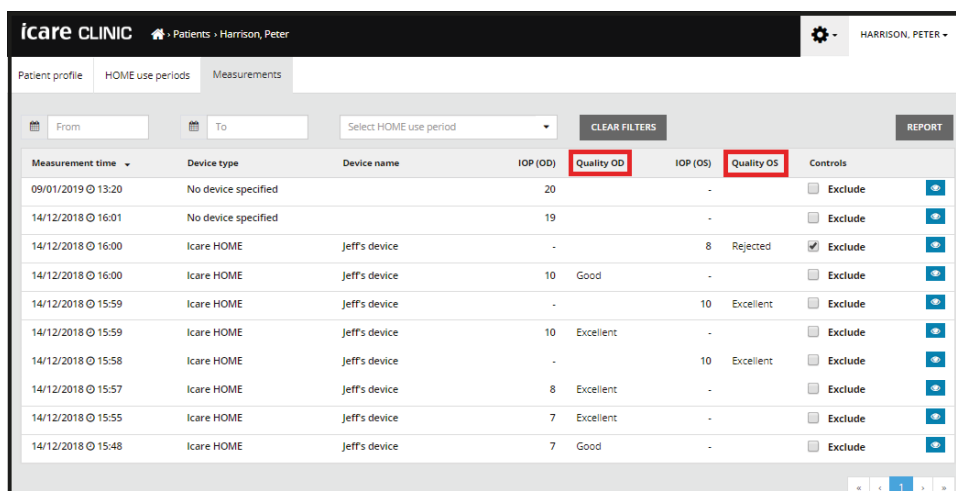 icare CLINIC › Patients › Harrison, Peter HARRISON, PETER
Patient profile HOME use periods Measurements
From To Select HOME use period CLEAR FILTERS REPORT
Measurement time Device type Device name IOP (OD) Quality OD IOP (OS) Quality OS Controls
09/01/2019 13:20 No device specified 20 - Exclude
14/12/2018 16:01 No device specified 19 - Exclude
14/12/2018 16:00 Icare HOME Jeff's device - 8 Rejected Exclude
14/12/2018 16:00 Icare HOME Jeff's device 10 Good - Exclude
14/12/2018 15:59 Icare HOME Jeff's device - 10 Excellent Exclude
14/12/2018 15:59 Icare HOME Jeff's device 10 Excellent - Exclude
14/12/2018 15:58 Icare HOME Jeff's device - 10 Excellent Exclude
14/12/2018 15:57 Icare HOME Jeff's device 8 Excellent - Exclude
14/12/2018 15:55 Icare HOME Jeff's device 7 Excellent - Exclude
14/12/2018 15:48 Icare HOME Jeff's device 7 Good - Exclude
« ‹ 1 › »